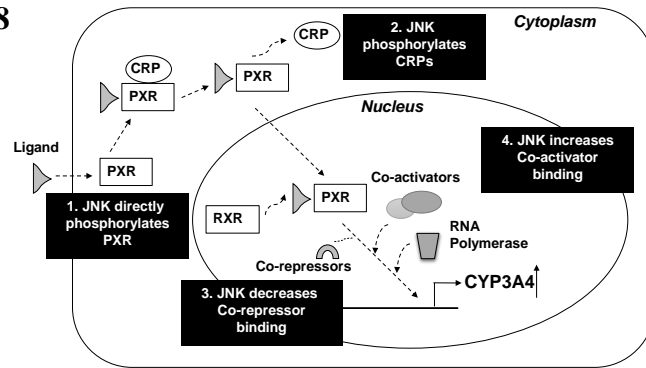 8
Cytoplasm
CRP
2. JNK
phosphorylates
CRPs
CRP
PXR
PXR
Nucleus
Ligand
PXR
4. JNK increases
Co-activator
binding
1. JNK directly
phosphorylates
PXR
Co-activators
PXR
RXR
RNA
Polymerase
Co-repressors
CYP3A4
3. JNK decreases
Co-repressor
binding